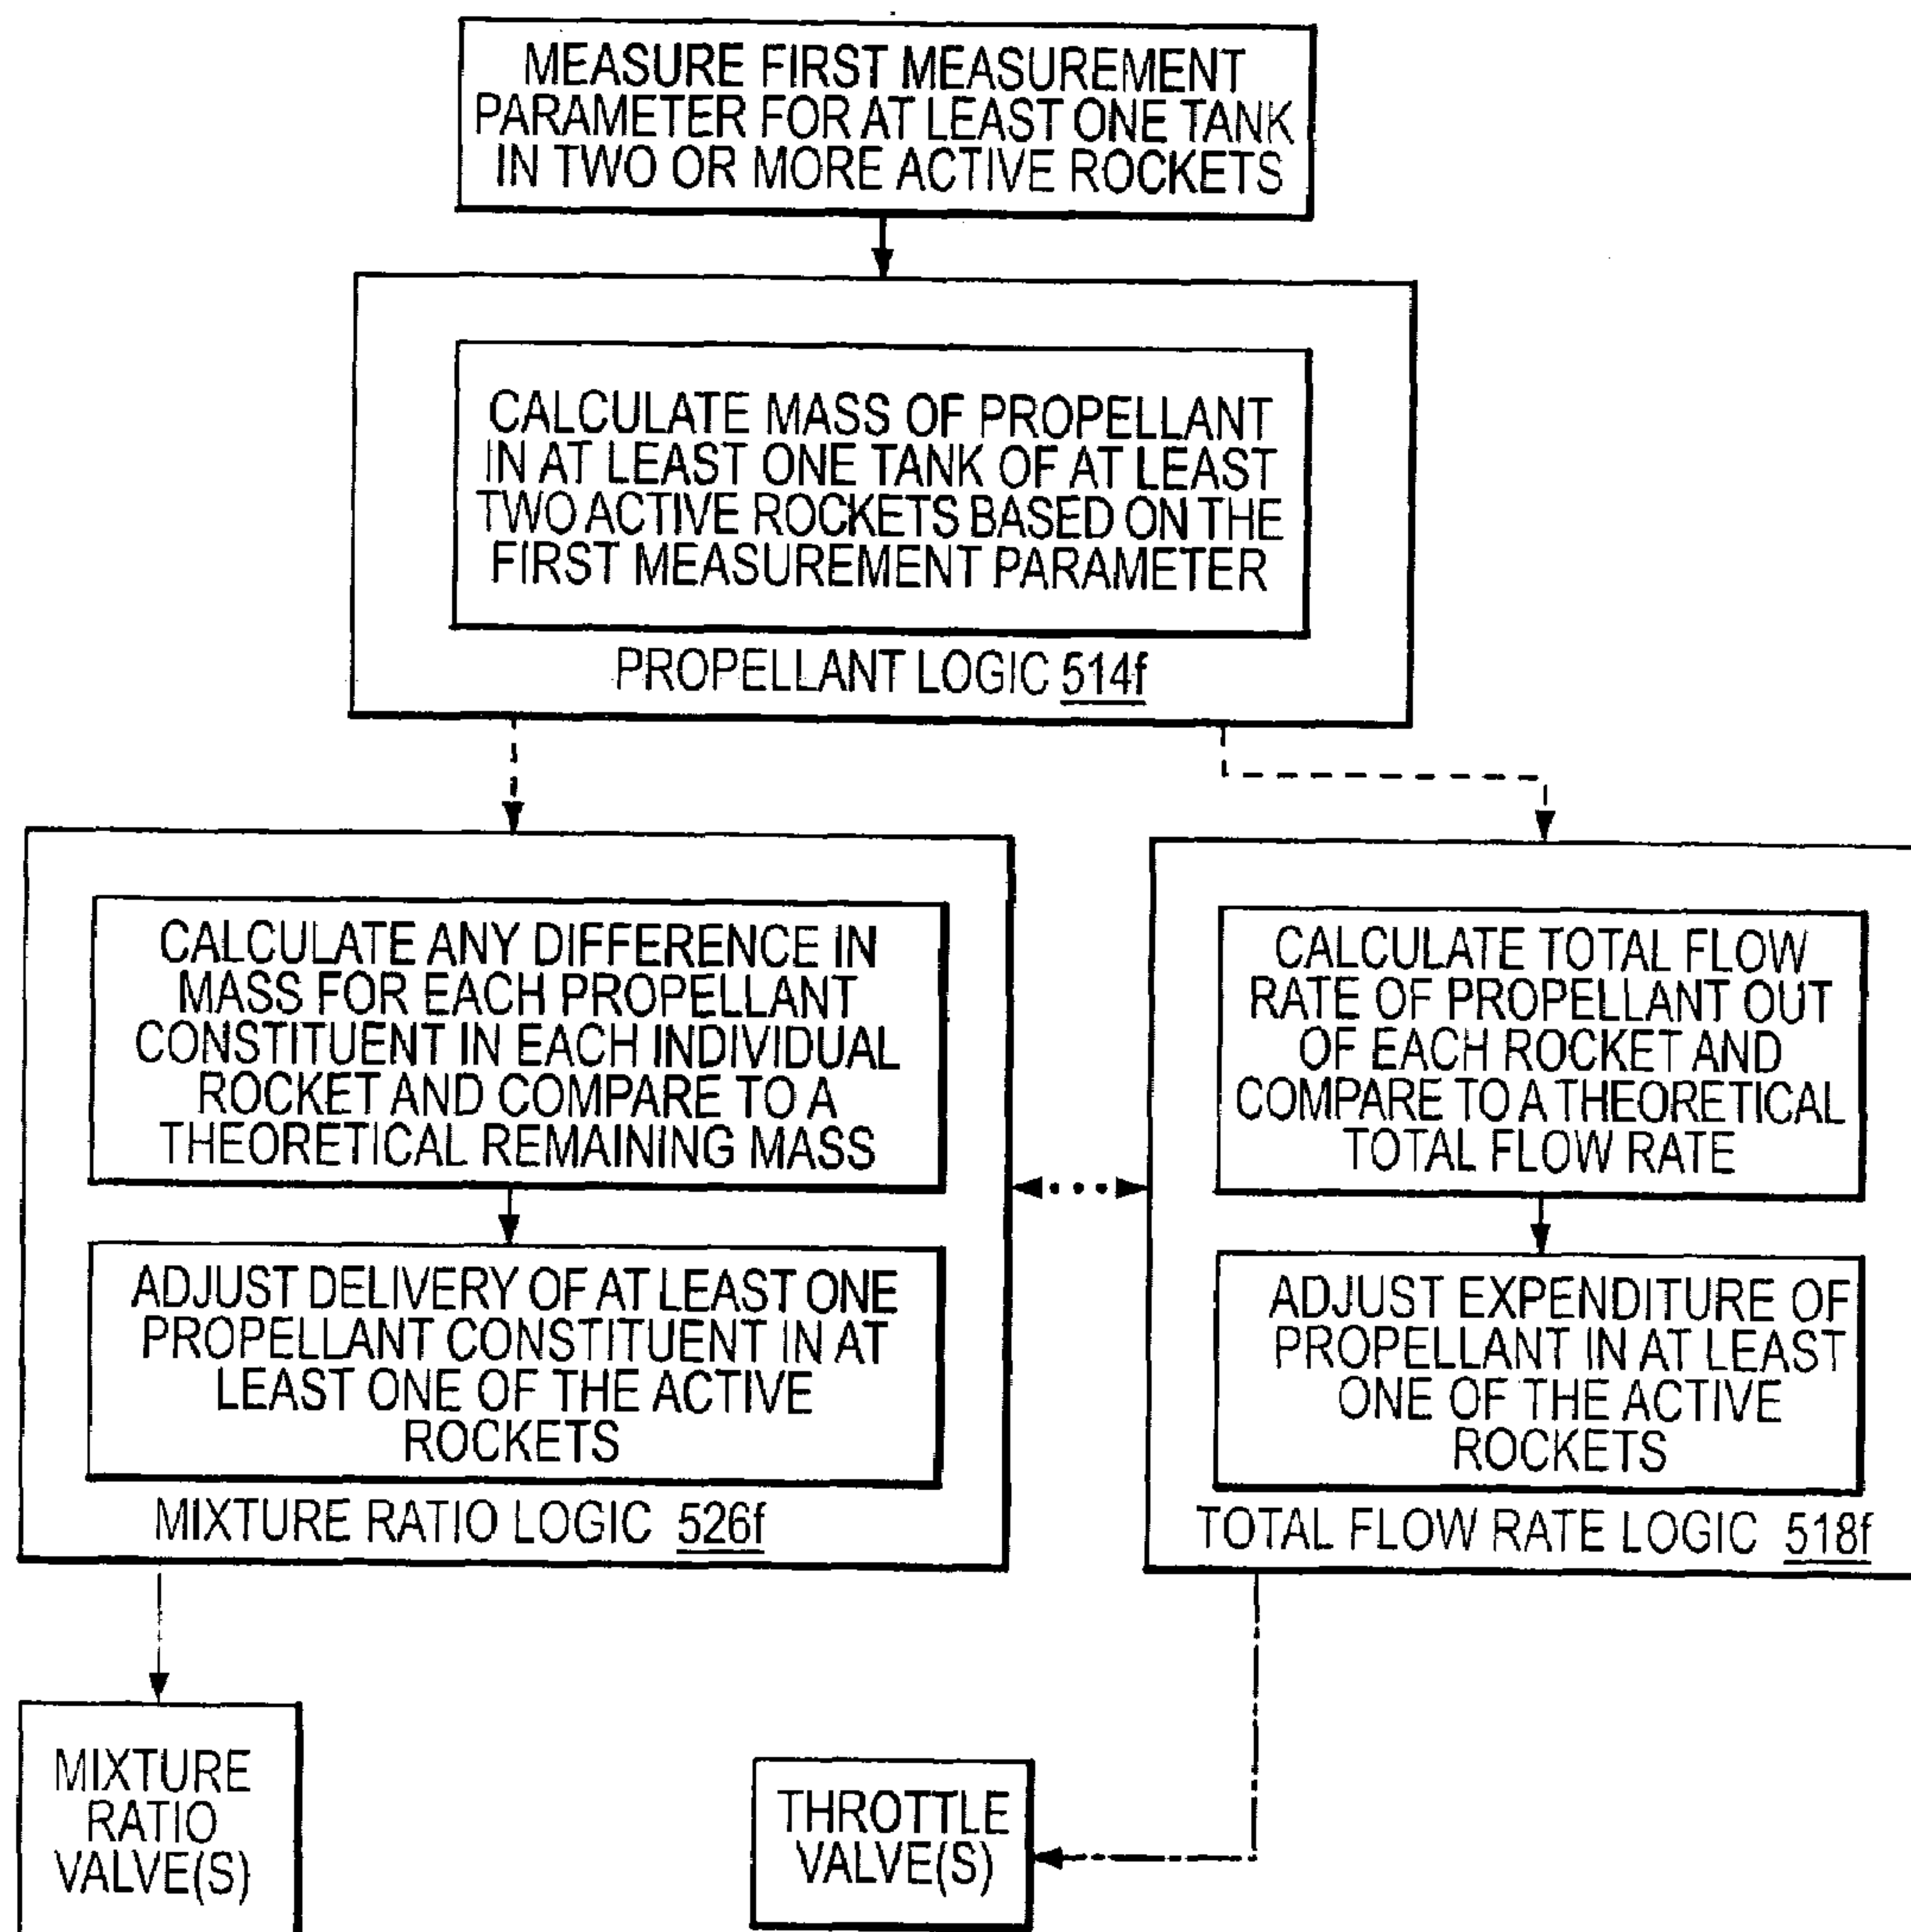 MEASURE FIRST MEASUREMENT
PARAMETER FOR AT LEAST ONE TANK
IN TWO OR MORE ACTIVE ROCKETS
CALCULATE MASS OF PROPELLANT
IN AT LEAST ONE TANK OF AT LEAST
TWO ACTIVE ROCKETS BASED ON THE
FIRST MEASUREMENT PARAMETER
PROPELLANT LOGIC 514f
CALCULATE ANY DIFFERENCE IN
MASS FOR EACH PROPELLANT
CONSTITUENT IN EACH INDIVIDUAL
ROCKET AND COMPARE TO A
THEORETICAL REMAINING MASS
ADJUST DELIVERY OF AT LEAST ONE
PROPELLANT CONSTITUENT IN AT
LEAST ONE OF THE ACTIVE
ROCKETS
MIXTURE RATIO LOGIC 526f
CALCULATE TOTAL FLOW
RATE OF PROPELLANT OUT
OF EACH ROCKET AND
COMPARE TO A THEORETICAL
TOTAL FLOW RATE
ADJUST EXPENDITURE OF
PROPELLANT IN AT LEAST
ONE OF THE ACTIVE
ROCKETS
TOTAL FLOW RATE LOGIC 518f
MIXTURE
RATIO
VALVE(S)
THROTTLE
VALVE(S)